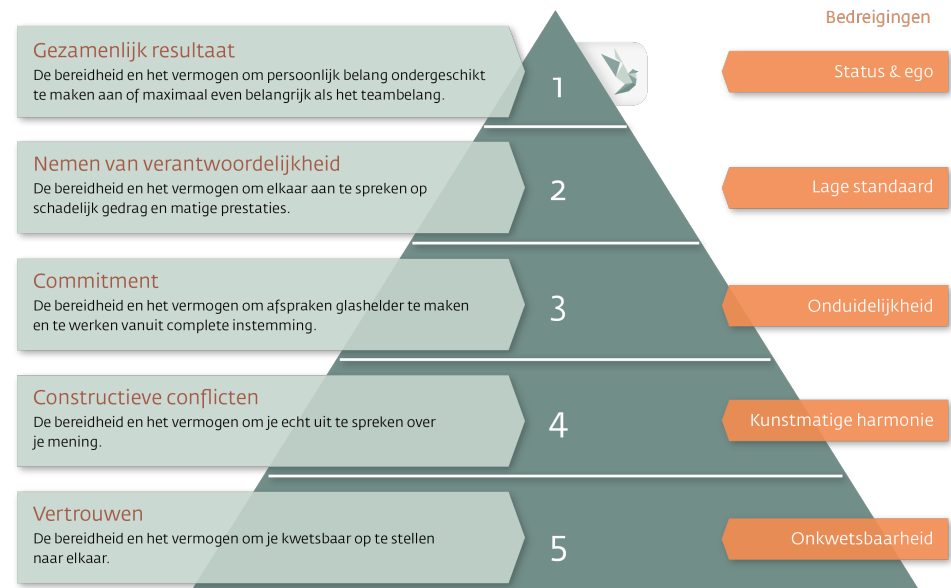 Bedreigingen
Gezamenlijk resultaat
De bereidheid en het vermogen om persoonlijk belang ondergeschikt
te maken aan of maximaal even belangrijk als het teambelang.
1
Status & ego
Nemen van verantwoordelijkheid
De bereidheid en het vermogen om elkaar aan te spreken op
schadelijk gedrag en matige prestaties.
2
Lage standaard
Commitment
De bereidheid en het vermogen om afspraken glashelder te maken
en te werken vanuit complete instemming.
3
Onduidelijkheid
Constructieve conflicten
De bereidheid en het vermogen om je echt uit te spreken over
je mening.
4
Kunstmatige harmonie
Vertrouwen
De bereidheid en het vermogen om je kwetsbaar op te stellen
naar elkaar.
5
Onkwetsbaarheid